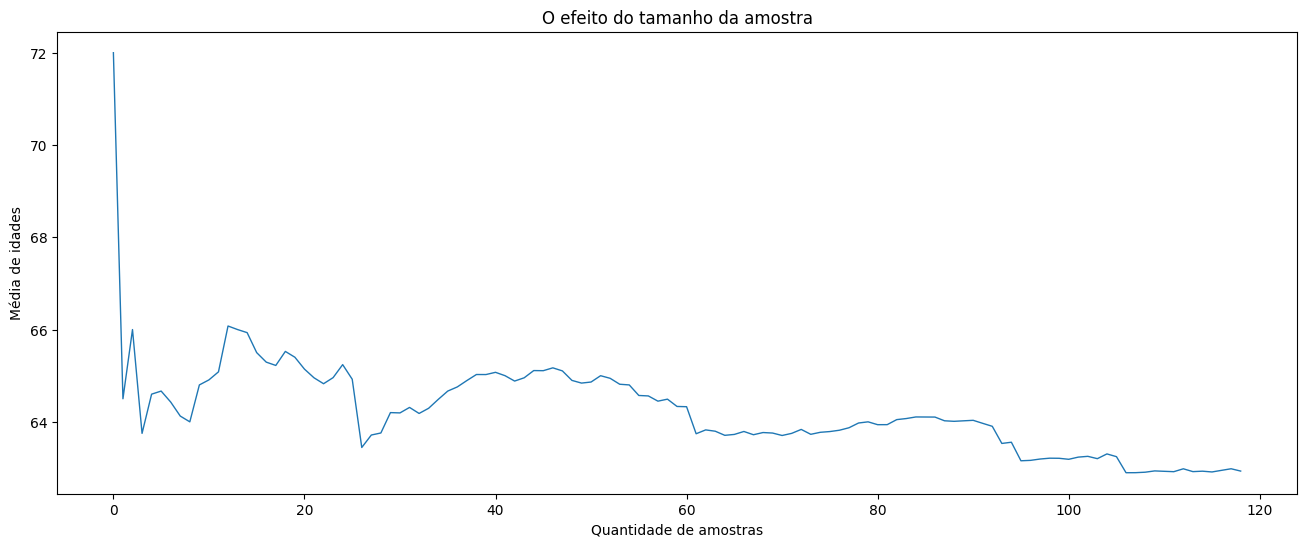 O efeito do tamanho da amostra
72
70
68
66
64
Média de idades
0 20 40 60 80 100 120
Quantidade de amostras